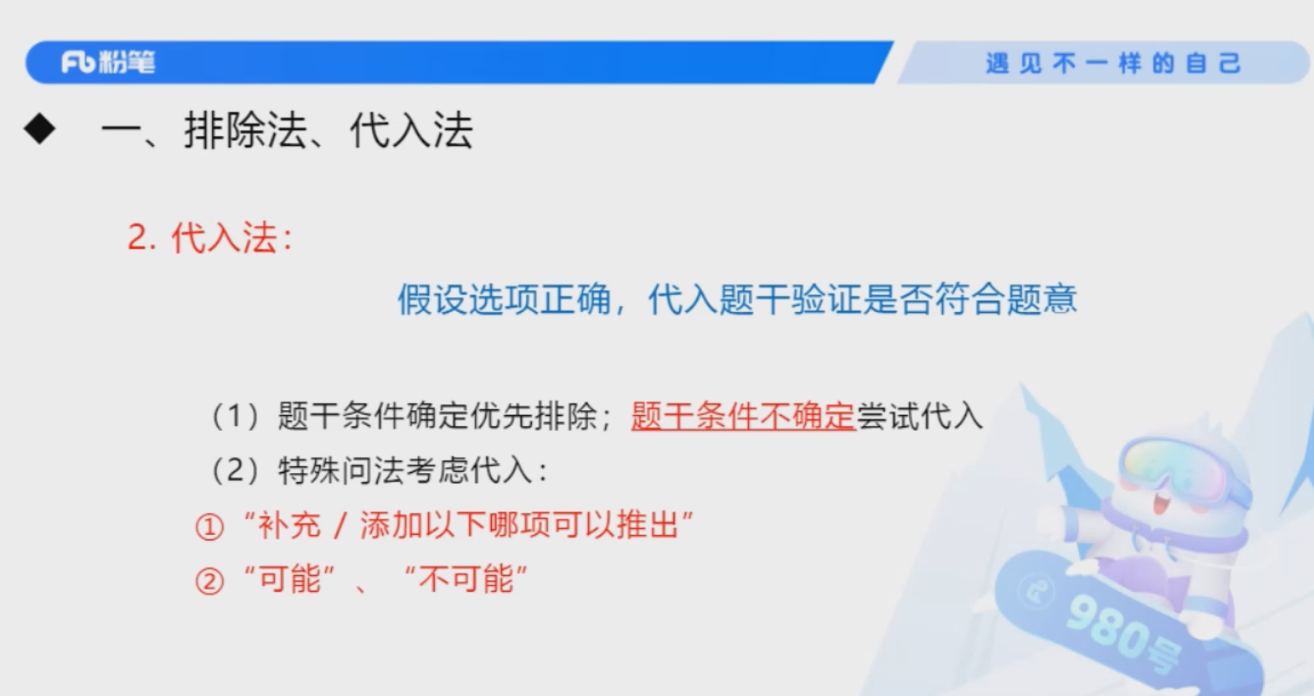 粉笔
遇见不一样的自己
◆ 一、排除法、代入法
2. 代入法：
假设选项正确，代入题干验证是否符合题意
（1）题干条件确定优先排除；题干条件不确定尝试代入
（2）特殊问法考虑代入：
①“补充 / 添加以下哪项可以推出”
②“可能”、“不可能”
980号